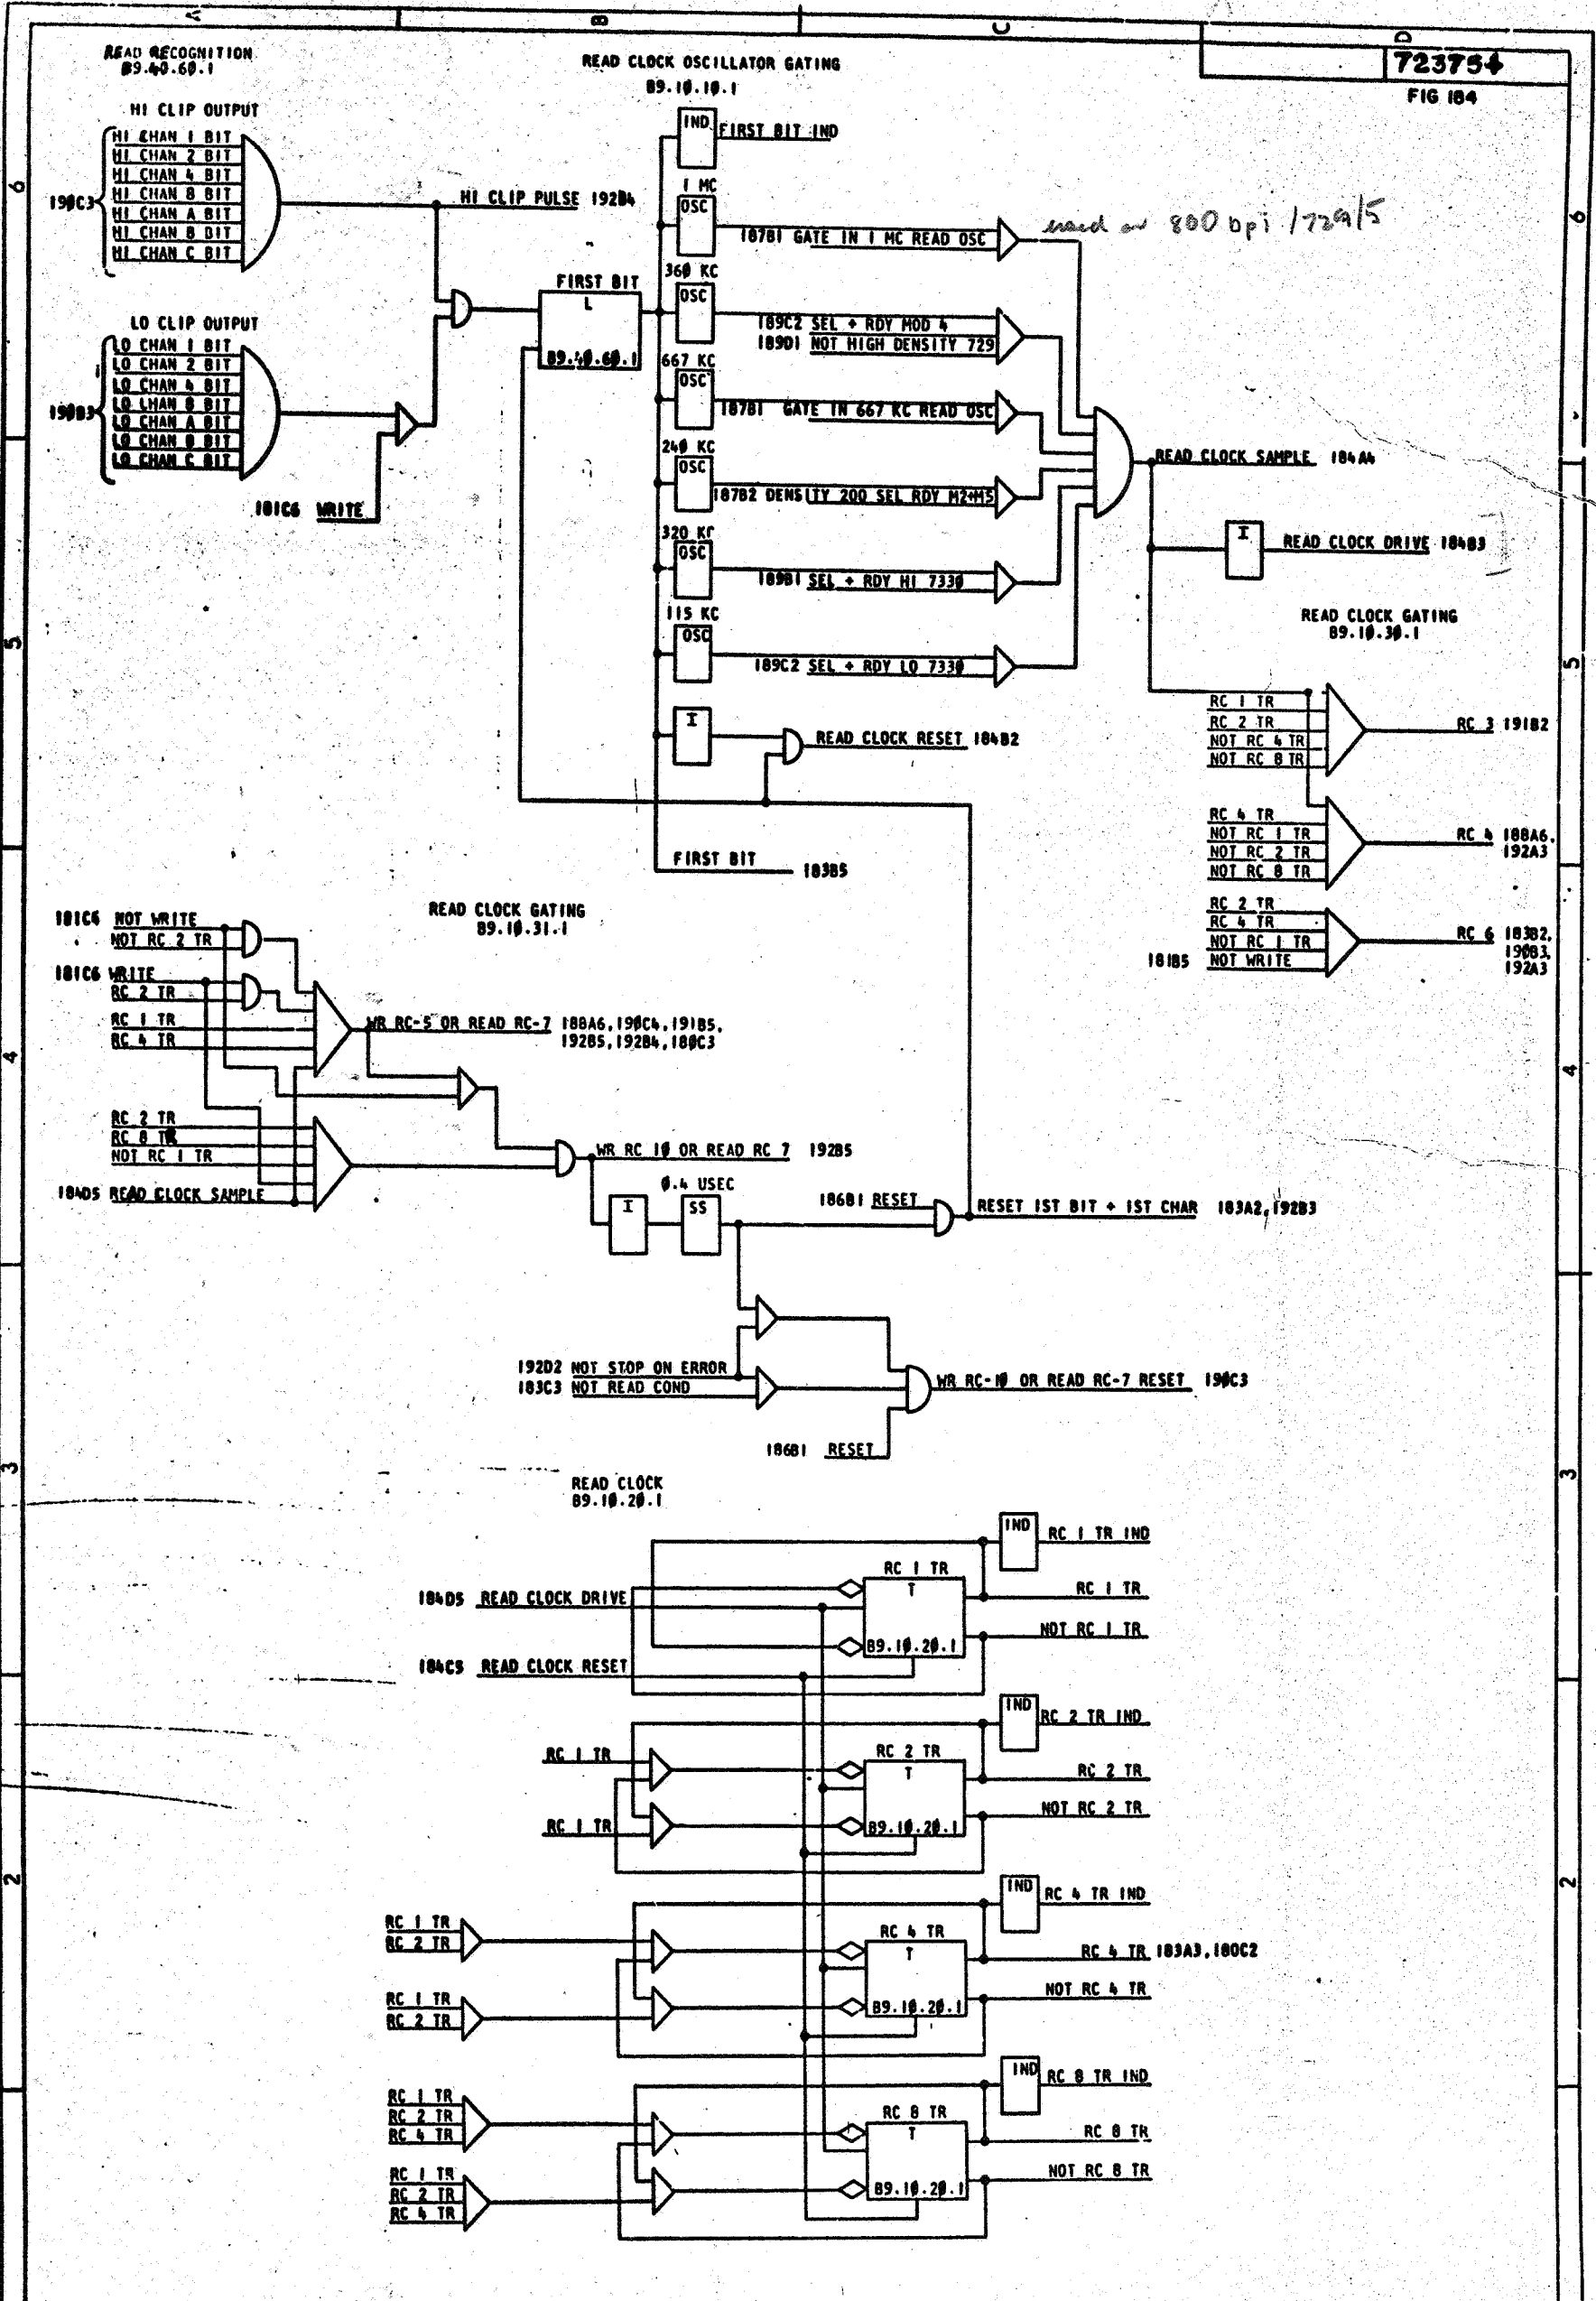 A
B
C
D
723754
FIG 184
READ RECOGNITION
B9.40.60.1
HI CLIP OUTPUT
HI CHAN 1 BIT
HI CHAN 2 BIT
HI CHAN 4 BIT
HI CHAN 8 BIT
HI CHAN A BIT
HI CHAN B BIT
HI CHAN C BIT
190C3
HI CLIP PULSE 192B4
LO CLIP OUTPUT
LO CHAN 1 BIT
LO CHAN 2 BIT
LO CHAN 4 BIT
LO CHAN 8 BIT
LO CHAN A BIT
LO CHAN B BIT
LO CHAN C BIT
190B3
181C6 WRITE
FIRST BIT
L
B9.40.60.1
READ CLOCK OSCILLATOR GATING
B9.10.10.1
IND
FIRST BIT IND
1 MC
OSC
187B1 GATE IN 1 MC READ OSC
800 bpi /729/5
360 KC
OSC
189C2 SEL + RDY MOD 4
189D1 NOT HIGH DENSITY 729
667 KC
OSC
187B1 GATE IN 667 KC READ OSC
240 KC
OSC
187B2 DENSITY 200 SEL RDY M2+M5
320 KC
OSC
189B1 SEL + RDY HI 7330
115 KC
OSC
189C2 SEL + RDY LO 7330
I
READ CLOCK RESET 184B2
FIRST BIT 183B5
READ CLOCK SAMPLE 184A4
I
READ CLOCK DRIVE 184B3
READ CLOCK GATING
B9.10.30.1
RC 1 TR
RC 2 TR
NOT RC 4 TR
NOT RC 8 TR
RC 3 191B2
RC 4 TR
NOT RC 1 TR
NOT RC 2 TR
NOT RC 8 TR
RC 4 188A6,
192A3
RC 2 TR
RC 4 TR
NOT RC 1 TR
181B5 NOT WRITE
RC 6 183B2,
190B3,
192A3
READ CLOCK GATING
B9.10.31.1
181C6 NOT WRITE
NOT RC 2 TR
181C6 WRITE
RC 2 TR
RC 1 TR
RC 4 TR
WR RC-5 OR READ RC-7 188A6,190C4,191B5,
192B5,192B4,180C3
RC 2 TR
RC 8 TR
NOT RC 1 TR
184D5 READ CLOCK SAMPLE
WR RC 10 OR READ RC 7 192B5
0.4 USEC
I
SS
186B1 RESET
RESET 1ST BIT + 1ST CHAR 183A2,192B3
192D2 NOT STOP ON ERROR
183C3 NOT READ COND
WR RC-10 OR READ RC-7 RESET 190C3
186B1 RESET
READ CLOCK
B9.10.20.1
IND
RC 1 TR IND
RC 1 TR
T
B9.10.20.1
184D5 READ CLOCK DRIVE
RC 1 TR
NOT RC 1 TR
184C5 READ CLOCK RESET
IND
RC 2 TR IND
RC 1 TR
RC 2 TR
T
B9.10.20.1
RC 2 TR
NOT RC 2 TR
RC 1 TR
IND
RC 4 TR IND
RC 1 TR
RC 2 TR
RC 4 TR
T
B9.10.20.1
RC 4 TR 183A3,180C2
NOT RC 4 TR
RC 1 TR
RC 2 TR
IND
RC 8 TR IND
RC 1 TR
RC 2 TR
RC 4 TR
RC 8 TR
T
B9.10.20.1
RC 8 TR
NOT RC 8 TR
RC 1 TR
RC 2 TR
RC 4 TR
6
5
4
3
2
6
5
4
3
2